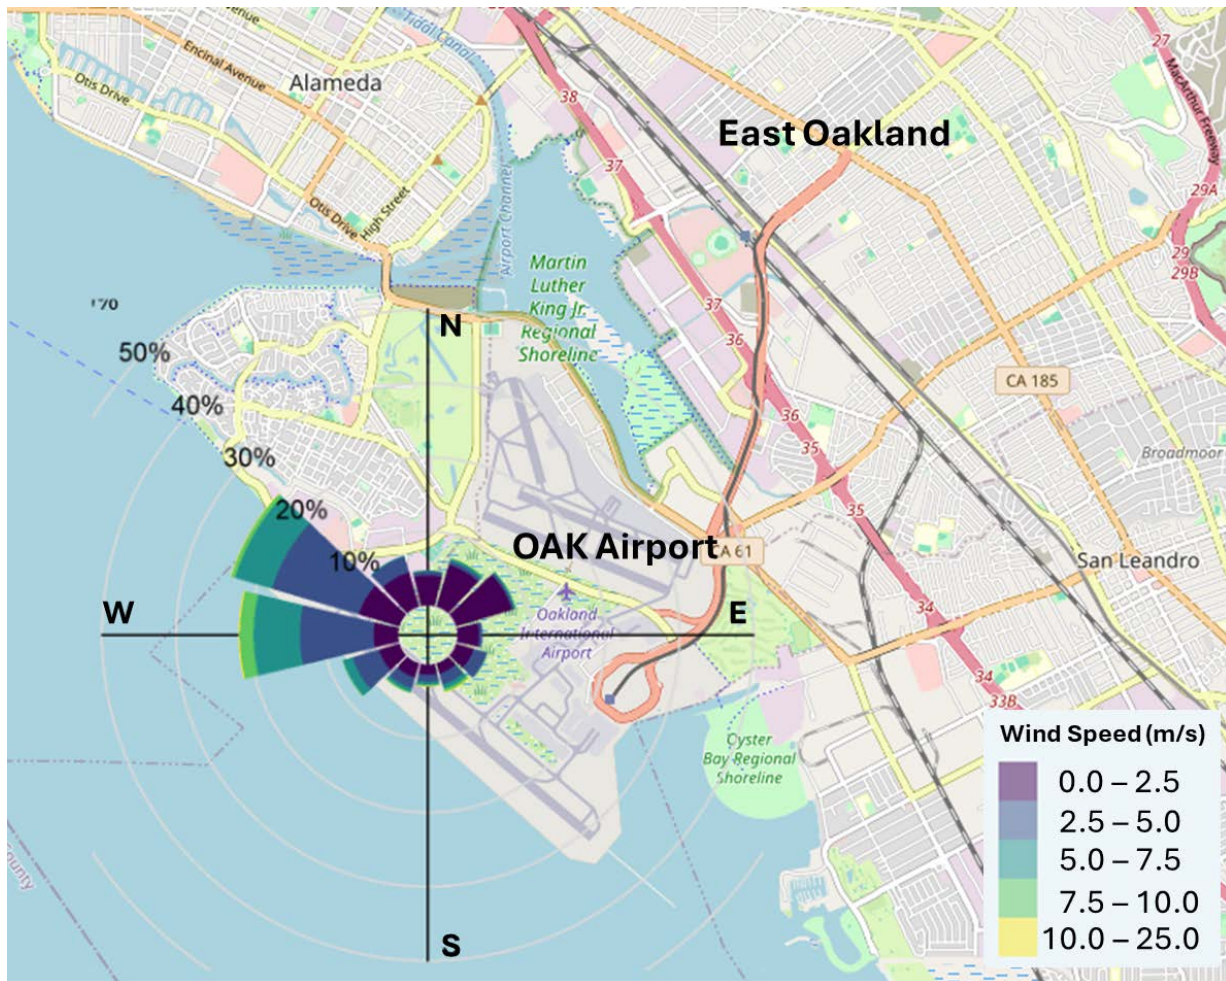 enue
Tidal Canal
Encinal Avenue
Otis Drive
Alameda
38
27
MacArthur Freeway
East Oakland
37
29A
Otis Drive
High Street
Airport Channel
29
29B
Martin
Luther
King Jr.
Regional
Shoreline
37
N
36
50%
CA 185
40%
36
30%
35
Broadmoor
20%
35
10%
OAK Airport
CA 61
San Leandro
W
E
Oakland
International
Airport
34
34
33B
Oyster
Bay Regional
Shoreline
ounty
S
Wind Speed (m/s)
0.0 – 2.5
2.5 – 5.0
5.0 – 7.5
7.5 – 10.0
10.0 – 25.0